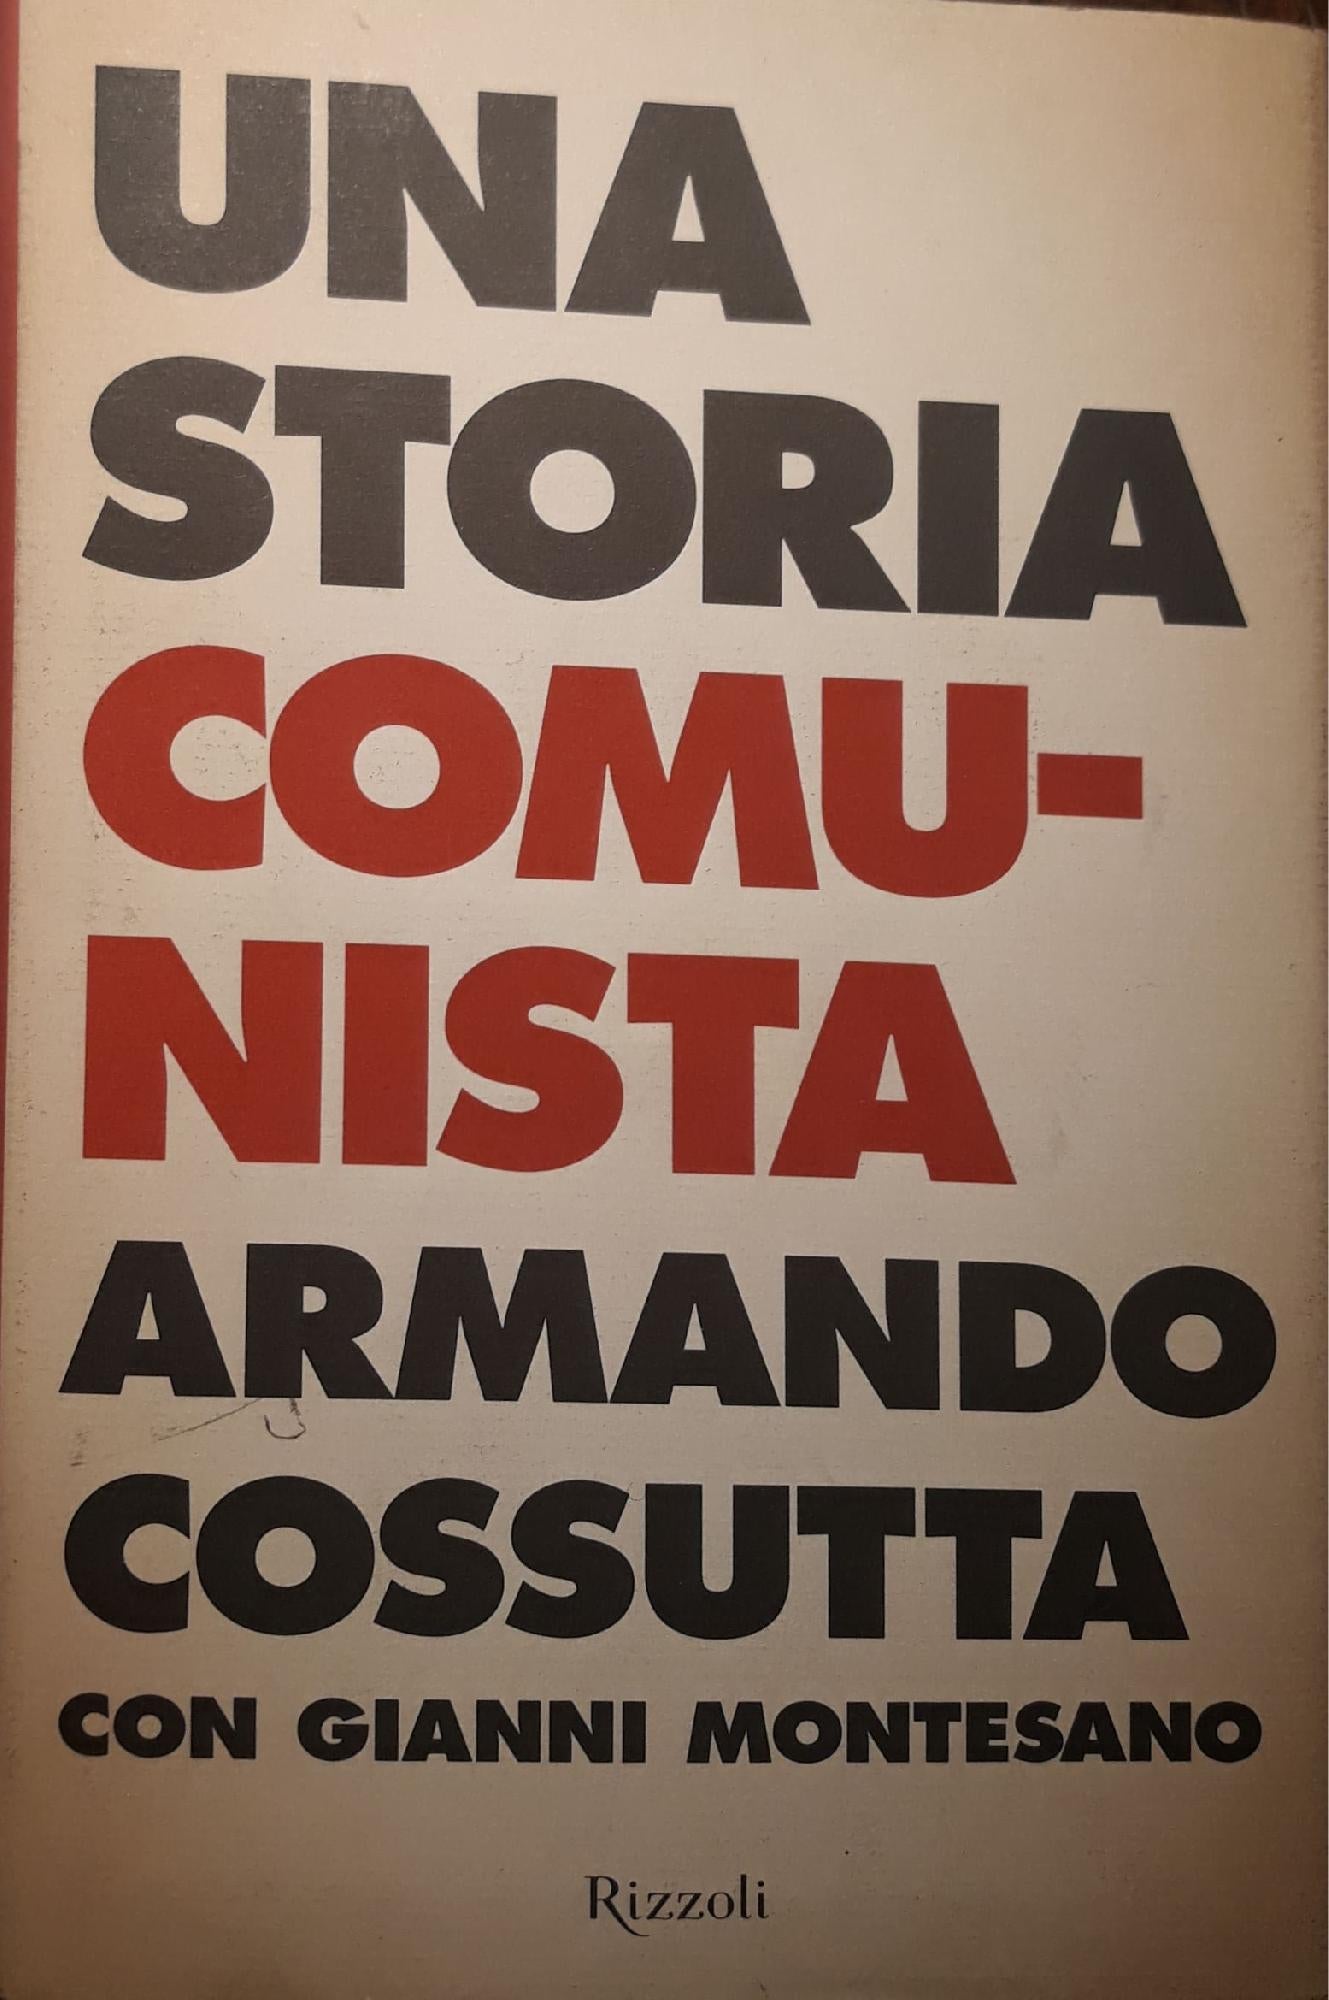 UNA
STORIA
COMU-
NISTA
ARMANDO
COSSUTTA
CON GIANNI MONTESANO
Rizzoli